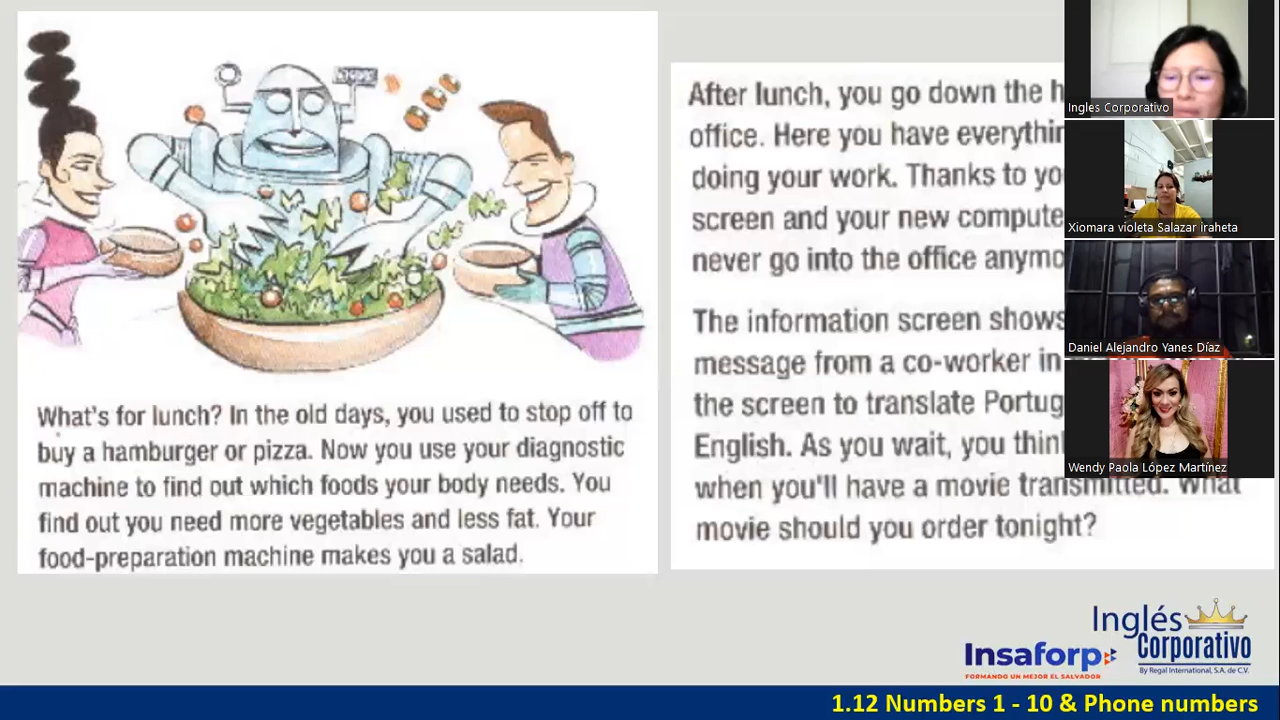 What's for lunch? In the old days, you used to stop off to
buy a hamburger or pizza. Now you use your diagnostic
machine to find out which foods your body needs. You
find out you need more vegetables and less fat. Your
food-preparation machine makes you a salad.
After lunch, you go down the
office. Here you have
doing your work. Thanks to
screen and your new
never go into the office
The information screen shows
message from a co-worker in
the screen to translate
English. As you wait, you
when you'll have a movie transmitted. What
movie should you order tonight?
Ingles Corporativo
Xiomara violeta Salazar iraheta
Daniel Alejandro Yanes Díaz
Wendy Paola López Martínez
Inglés
Corporativo
By Regal International, S.A. de C.V.
Insaforp
FORMANDO UN MEJOR EL SALVADOR
1.12 Numbers 1 - 10 & Phone numbers